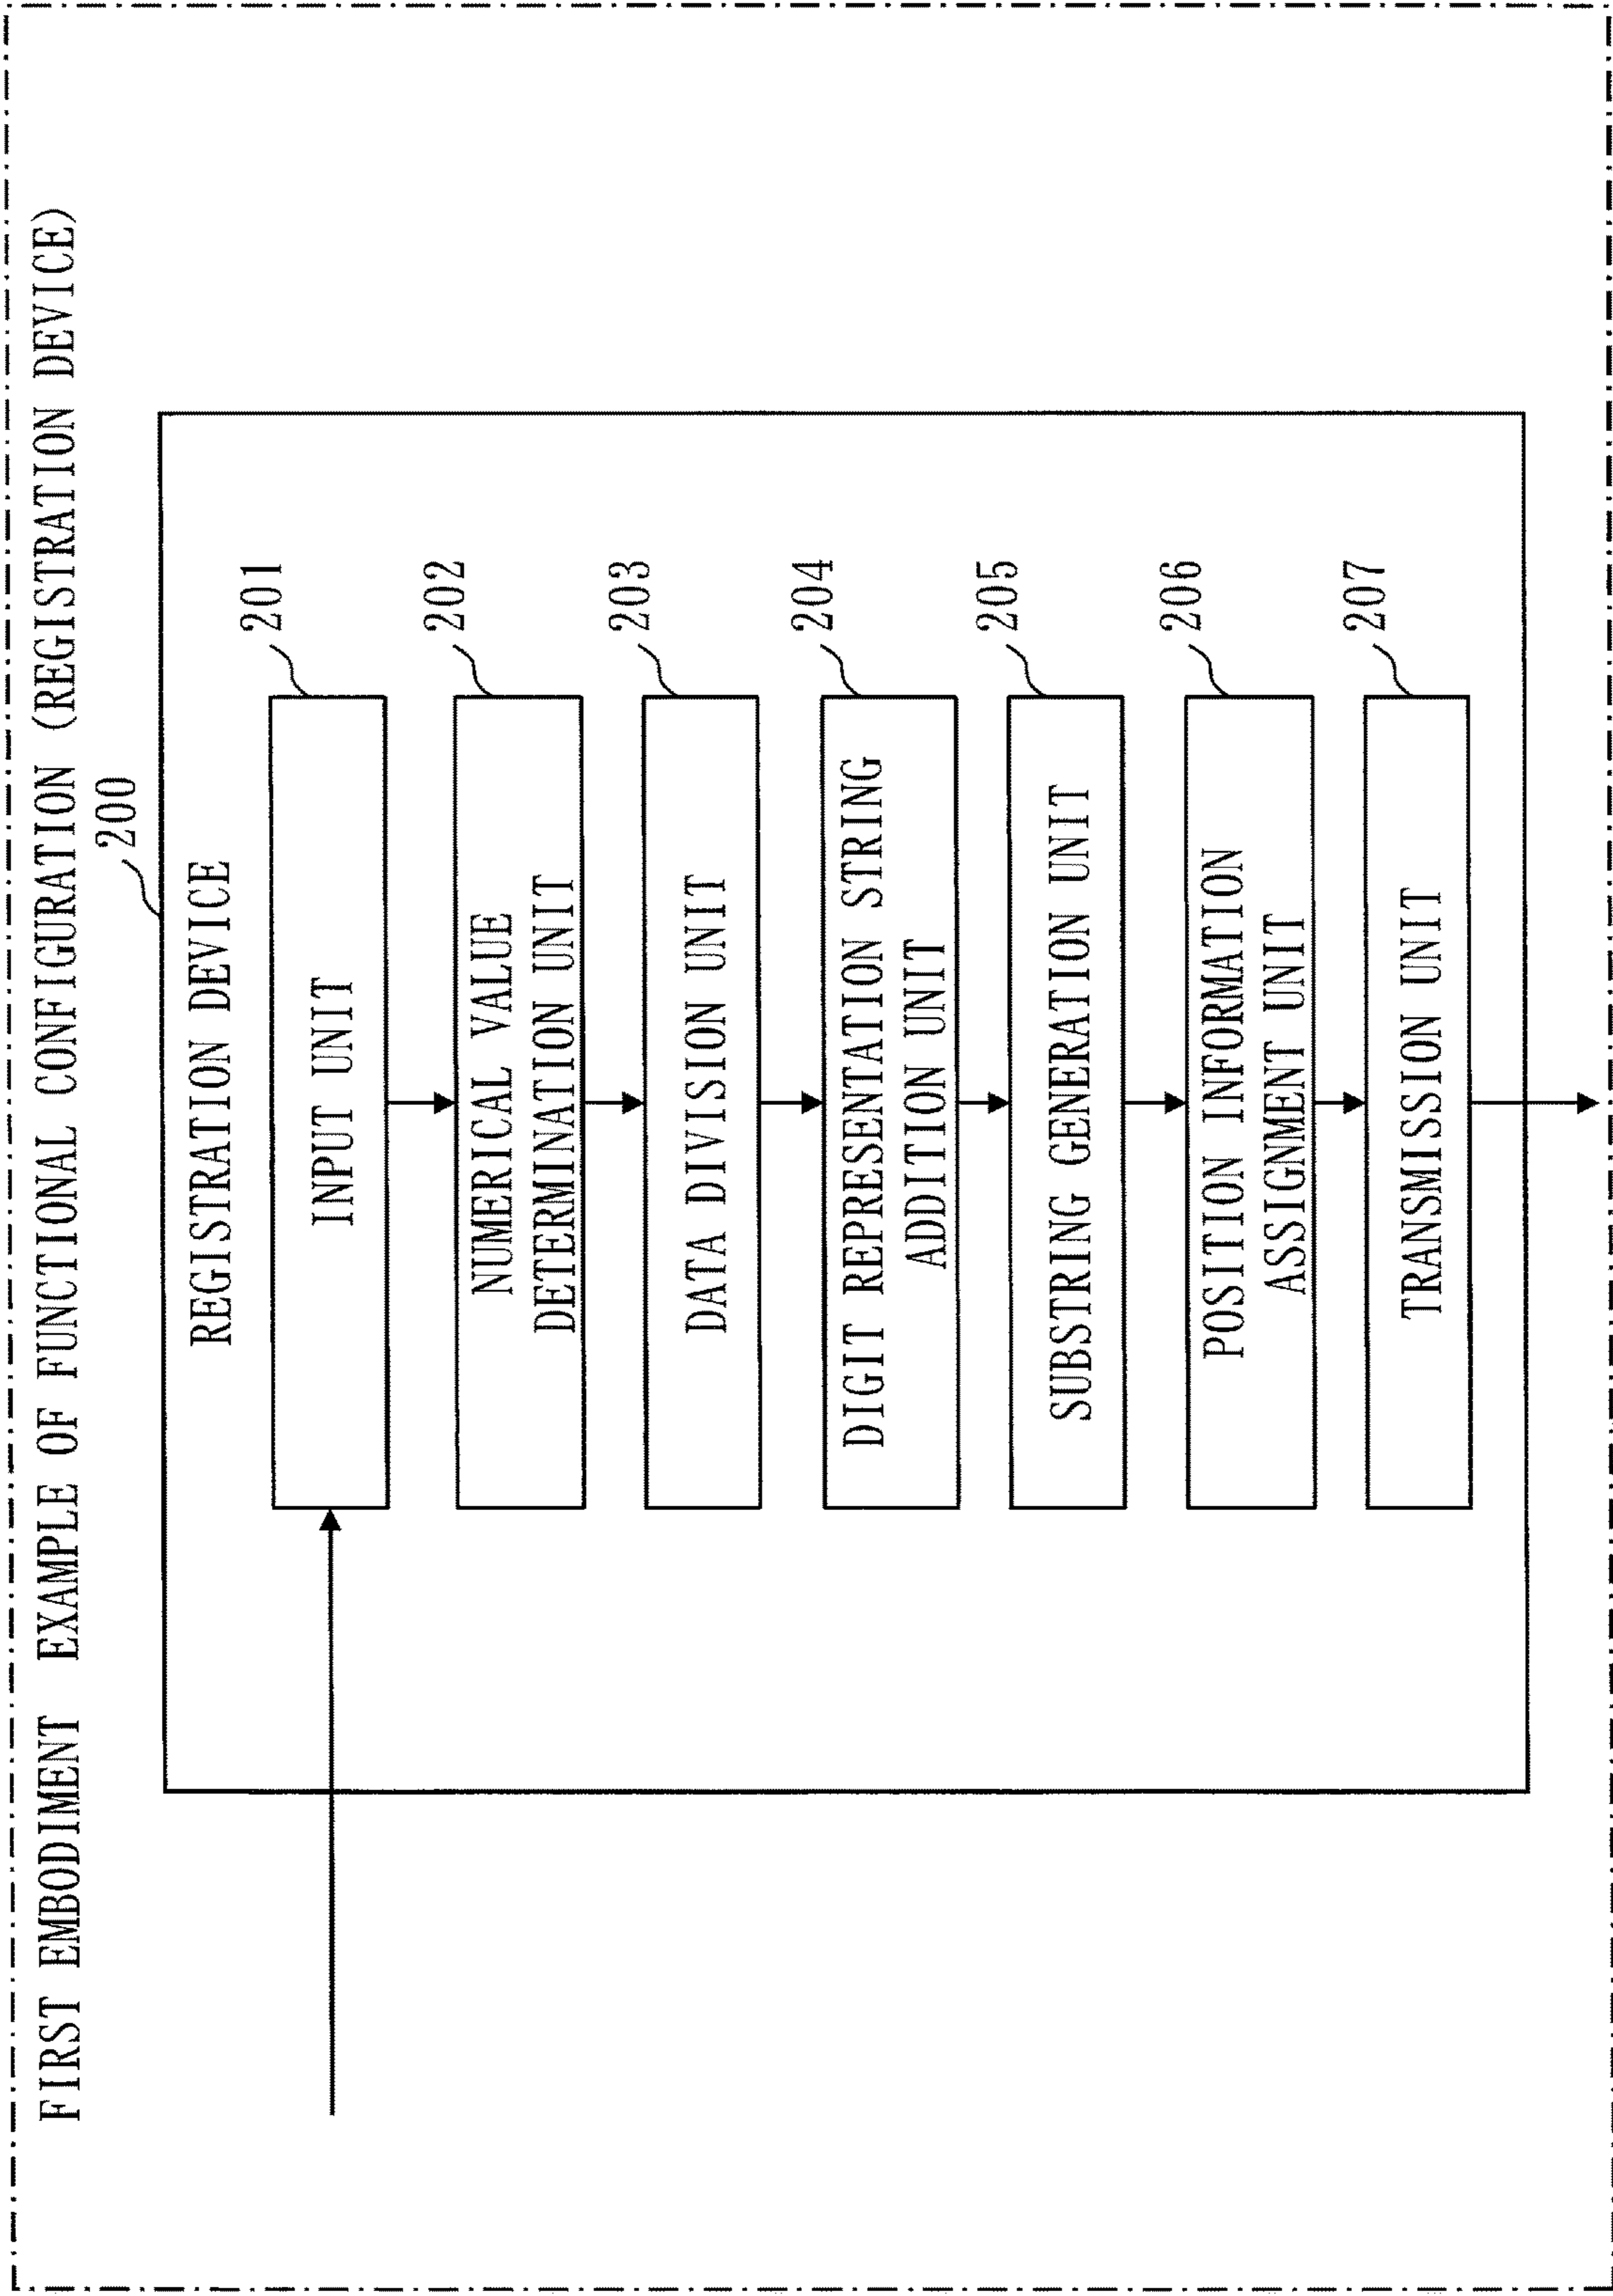 FIRST EMBODIMENT EXAMPLE OF FUNCTIONAL CONFIGURATION (REGISTRATION DEVICE)
200
REGISTRATION DEVICE
201
INPUT UNIT
202
NUMERICAL VALUE
DETERMINATION UNIT
203
DATA DIVISION UNIT
204
DIGIT REPRESENTATION STRING
ADDITION UNIT
205
SUBSTRING GENERATION UNIT
206
POSITION INFORMATION
ASSIGNMENT UNIT
207
TRANSMISSION UNIT